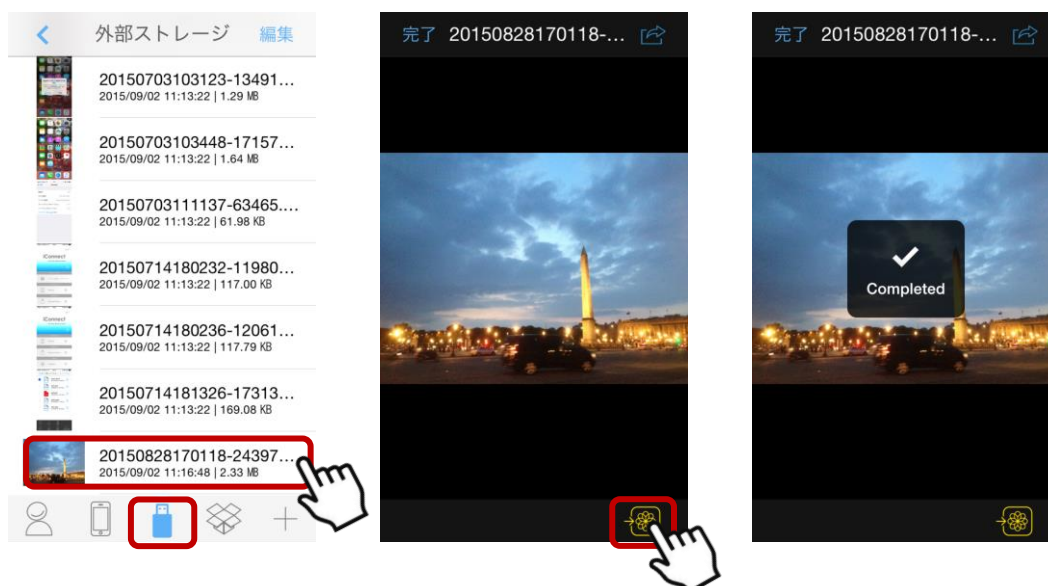 外部ストレージ
編集
20150703103123-13491...
2015/09/02 11:13:22 | 1.29 MB
20150703103448-17157...
2015/09/02 11:13:22 | 1.64 MB
20150703111137-63465....
2015/09/02 11:13:22 | 61.98 KB
iConnect
20150714180232-11980...
2015/09/02 11:13:22 | 117.00 KB
iConnect
20150714180236-12061...
2015/09/02 11:13:22 | 117.79 KB
20150714181326-17313...
2015/09/02 11:13:22 | 169.08 KB
20150828170118-24397...
2015/09/02 11:16:48 | 2.33 MB
完了 20150828170118-...
完了 20150828170118-...
Completed